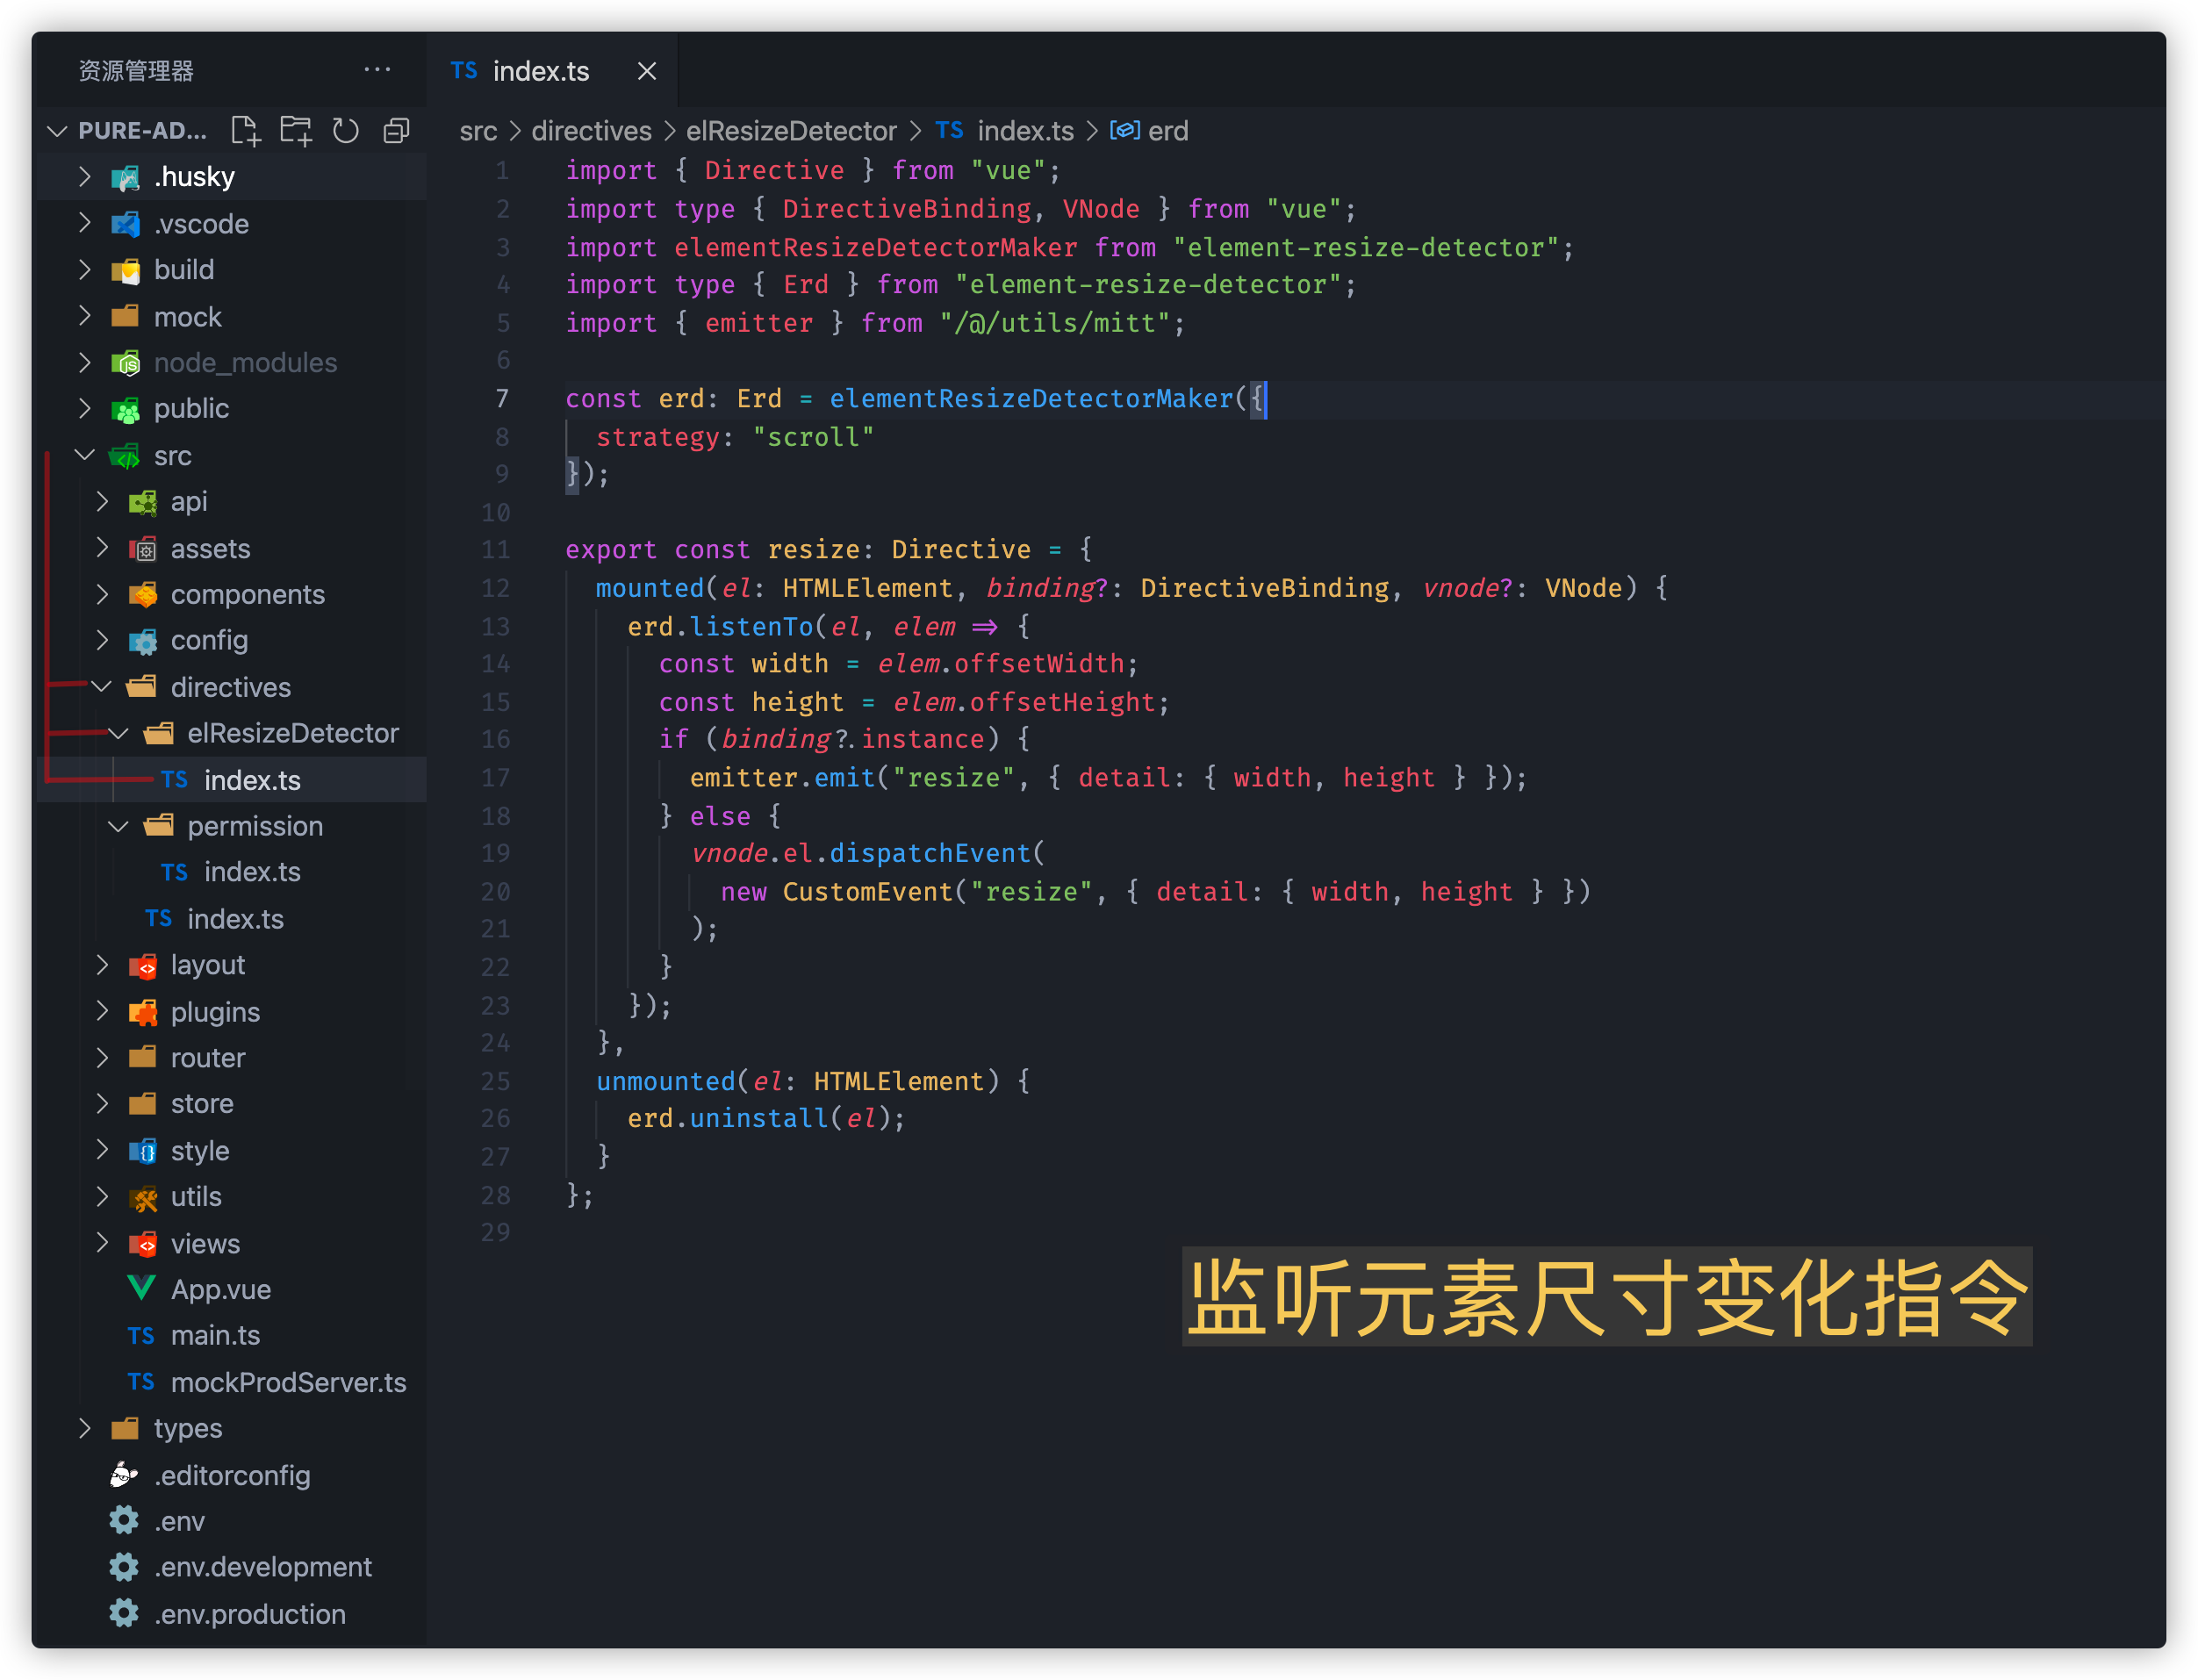 资源管理器 ···
PURE-AD...
.husky
.vscode
build
mock
node_modules
public
src
api
assets
components
config
directives
elResizeDetector
TS index.ts
permission
TS index.ts
TS index.ts
layout
plugins
router
store
style
utils
views
App.vue
TS main.ts
TS mockProdServer.ts
types
.editorconfig
.env
.env.development
.env.production
TS index.ts
src > directives > elResizeDetector > TS index.ts > erd
1 import { Directive } from "vue";
2 import type { DirectiveBinding, VNode } from "vue";
3 import elementResizeDetectorMaker from "element-resize-detector";
4 import type { Erd } from "element-resize-detector";
5 import { emitter } from "/@/utils/mitt";
6
7 const erd: Erd = elementResizeDetectorMaker({
8   strategy: "scroll"
9 });
10
11 export const resize: Directive = {
12   mounted(el: HTMLElement, binding?: DirectiveBinding, vnode?: VNode) {
13     erd.listenTo(el, elem => {
14       const width = elem.offsetWidth;
15       const height = elem.offsetHeight;
16       if (binding?.instance) {
17         emitter.emit("resize", { detail: { width, height } });
18       } else {
19         vnode.el.dispatchEvent(
20           new CustomEvent("resize", { detail: { width, height } })
21         );
22       }
23     });
24   },
25   unmounted(el: HTMLElement) {
26     erd.uninstall(el);
27   }
28 };
29
监听元素尺寸变化指令